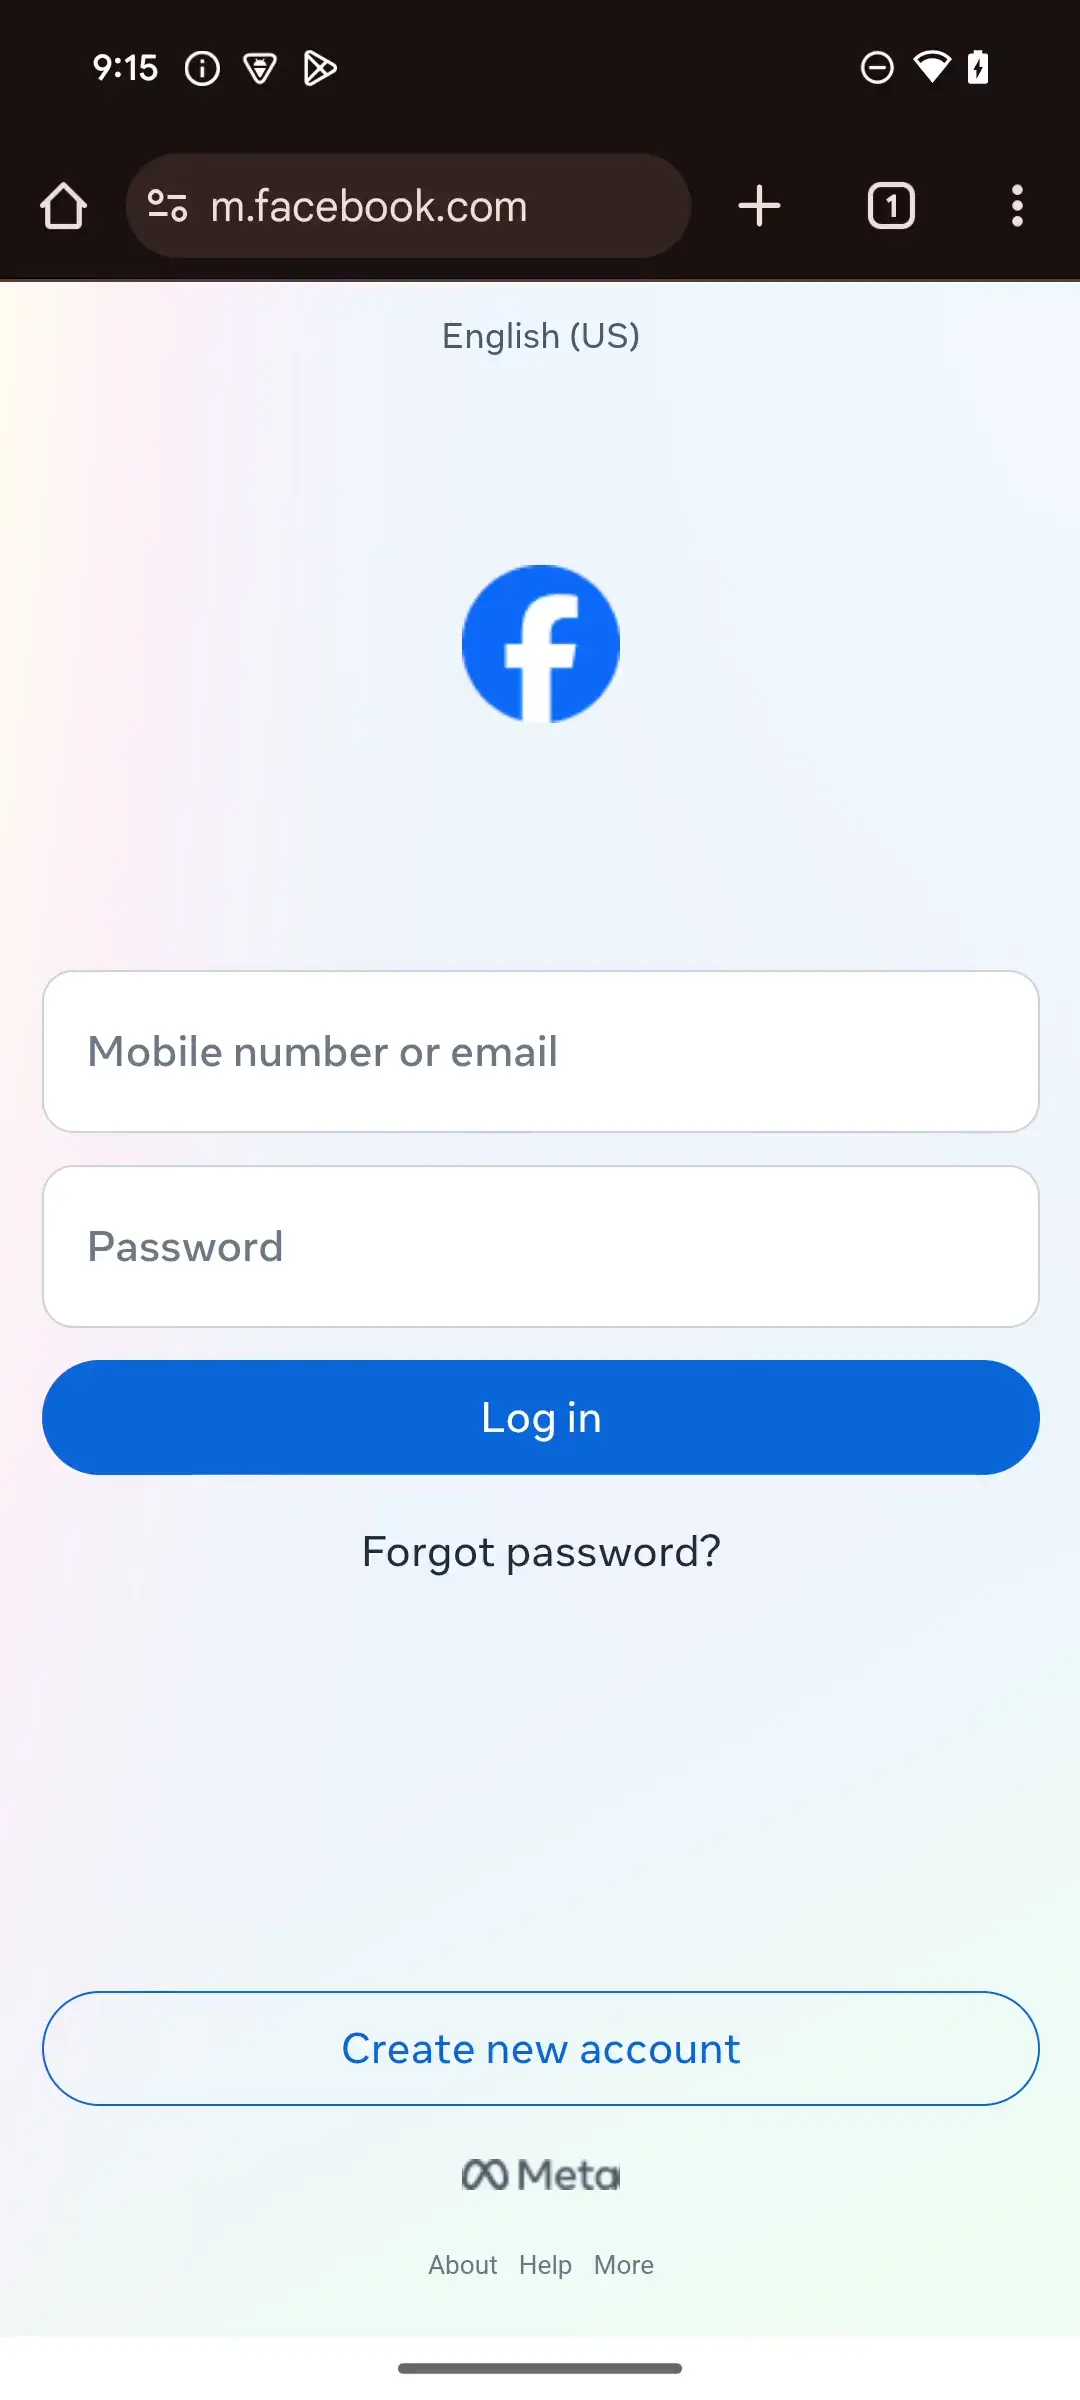 9:15
m.facebook.com
1
English (US)
Mobile number or email
Password
Log in
Forgot password?
Create new account
Meta
About Help More